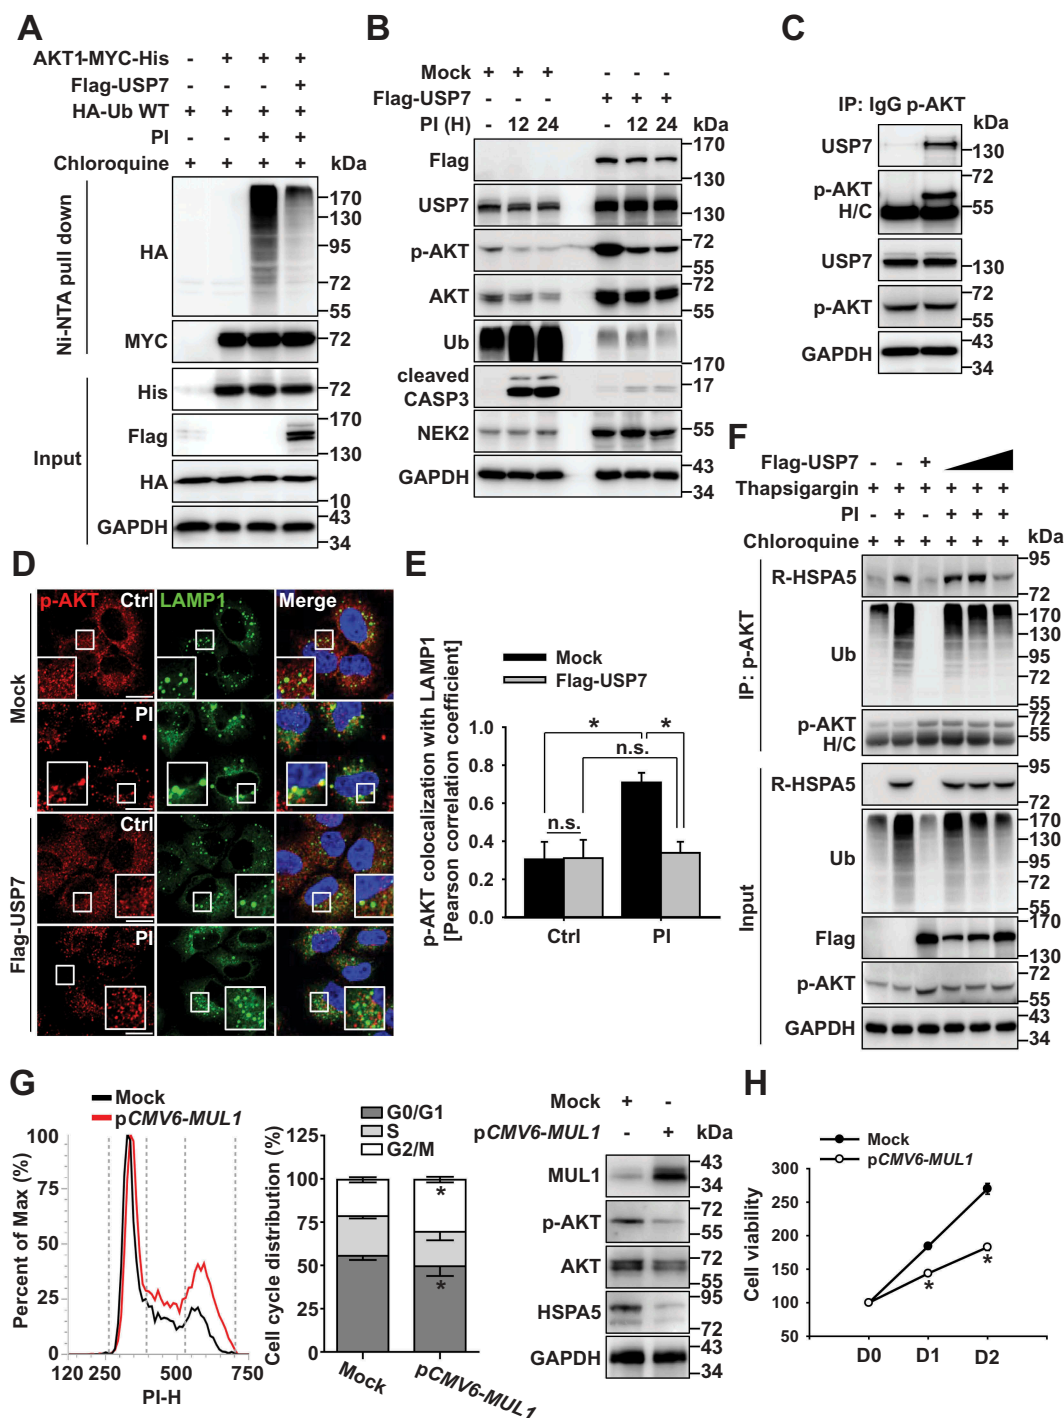 A
AKT1-MYC-His - + + +
Flag-USP7 - - - +
HA-Ub WT + + + +
PI - - + +
Chloroquine + + + + kDa
Ni-NTA pull down
HA
170
130
95
72
55
MYC
72
Input
His
72
Flag
170
130
HA
10
GAPDH
43
34
B
Mock + + + - - -
Flag-USP7 - - - + + +
PI (H) - 12 24 - 12 24 kDa
Flag
170
130
USP7
130
p-AKT
72
55
AKT
72
55
Ub
170
cleaved
CASP3
17
NEK2
55
GAPDH
43
34
C
IP: IgG p-AKT
kDa
USP7
130
p-AKT
H/C
72
55
USP7
130
p-AKT
72
55
GAPDH
43
34
D
p-AKT Ctrl LAMP1 Merge
Mock
PI
Ctrl
Flag-USP7
PI
E
Mock
Flag-USP7
p-AKT colocalization with LAMP1
[Pearson correlation coefficient]
1.0
0.8
0.6
0.4
0.2
0.0
* *
n.s.
n.s.
Ctrl PI
F
Flag-USP7 - - +
Thapsigargin + + + + + +
PI - + - + + +
Chloroquine + + + + + + kDa
IP: p-AKT
R-HSPA5
95
72
Ub
170
130
95
72
55
p-AKT
H/C
72
55
Input
R-HSPA5
95
72
Ub
170
130
95
72
55
43
Flag
170
130
p-AKT
72
55
GAPDH
43
34
G
Mock
pCMV6-MUL1
Percent of Max (%)
100
75
50
25
0
120 250 500 750
PI-H
G0/G1
S
G2/M
Cell cycle distribution (%)
100
75
50
25
0
*
*
Mock
pCMV6-MUL1
Mock + -
pCMV6-MUL1 - + kDa
MUL1
43
34
p-AKT
72
55
AKT
72
55
HSPA5
95
72
GAPDH
43
34
H
Mock
pCMV6-MUL1
Cell viability
300
250
200
150
100
50
*
*
D0 D1 D2